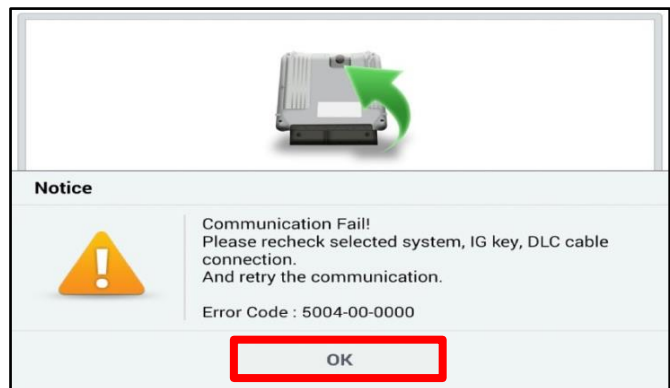 Notice
Communication Fail!
Please recheck selected system, IG key, DLC cable
connection.
And retry the communication.
Error Code : 5004-00-0000
OK